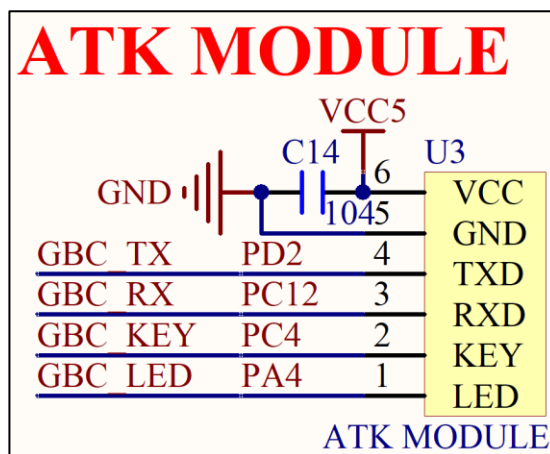 ATK MODULE
VCC5
C14 U3
GND 6 VCC
104 5 GND
GBC_TX PD2 4 TXD
GBC_RX PC12 3 RXD
GBC_KEY PC4 2 KEY
GBC_LED PA4 1 LED
ATK MODULE